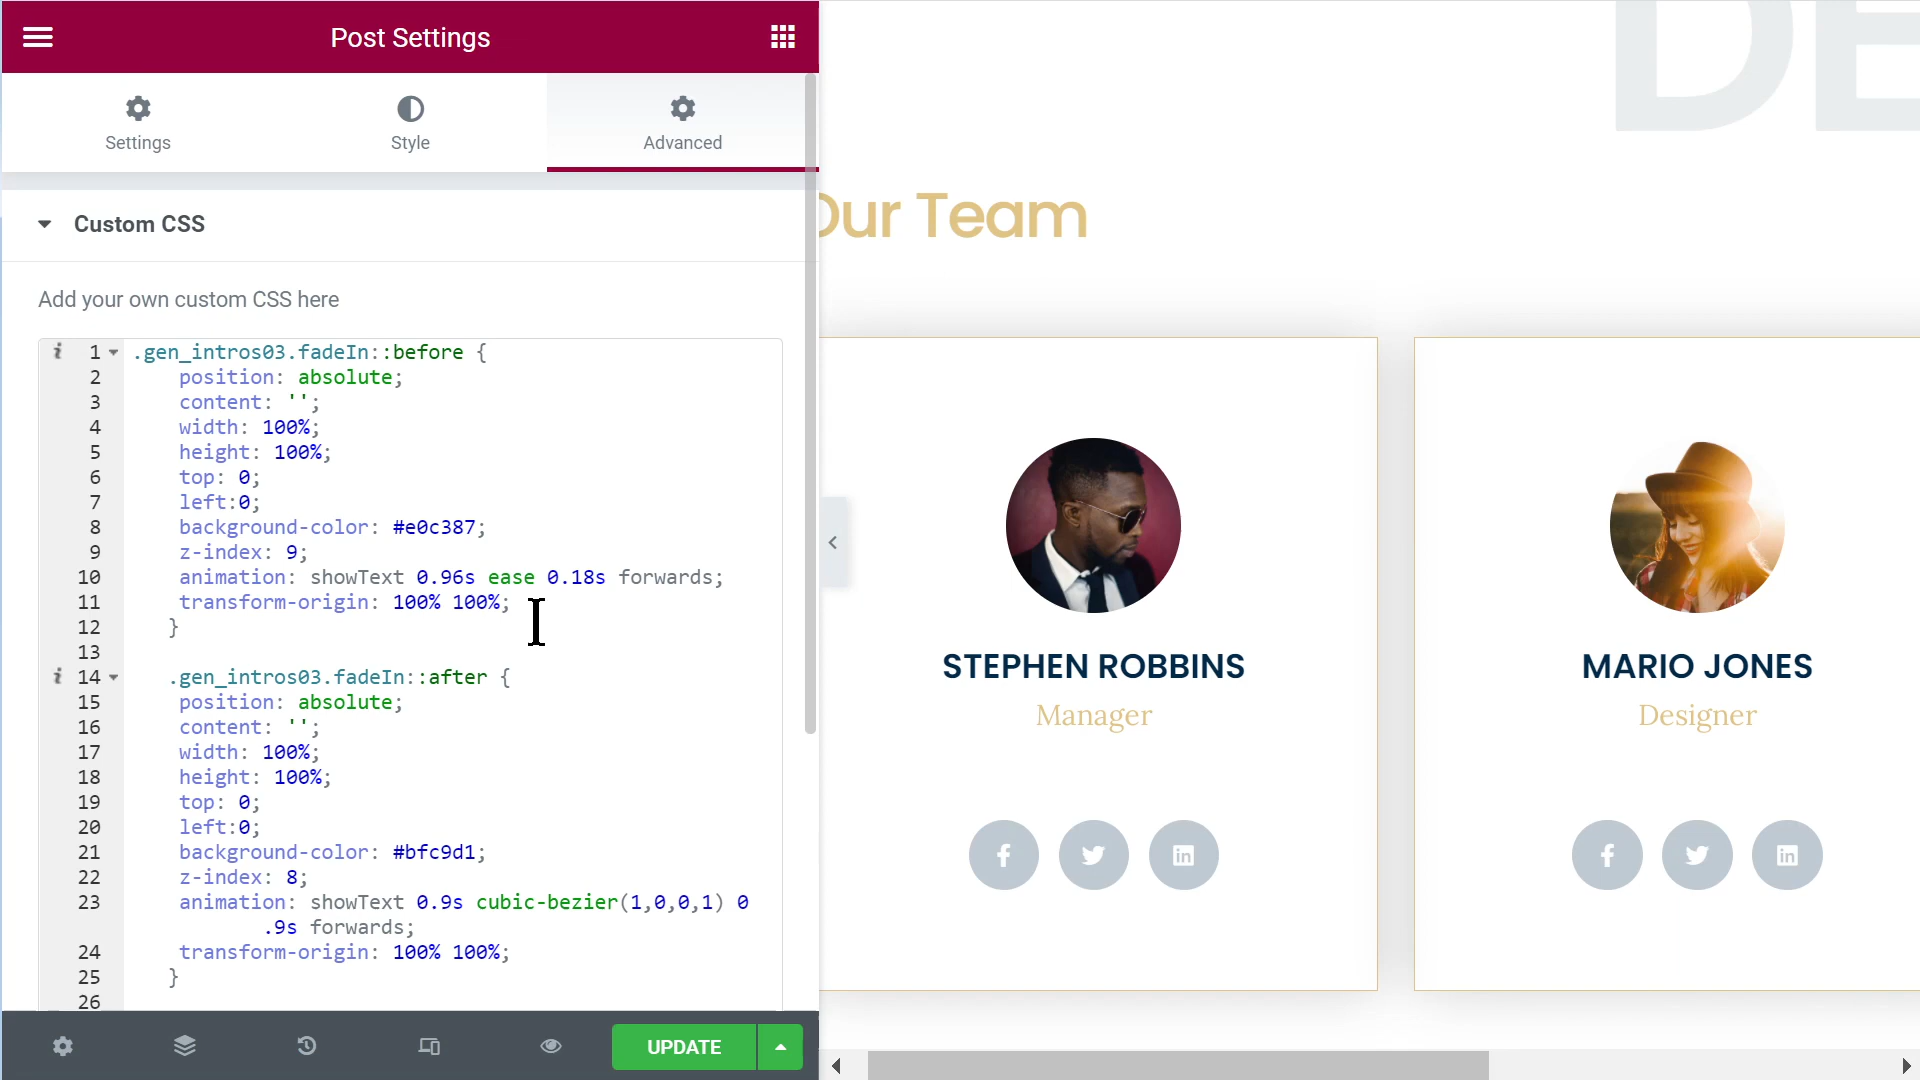 Post Settings
Settings
Style
Advanced
Custom CSS
Add your own custom CSS here
i 1 .gen_intros03.fadeIn::before {
2 position: absolute;
3 content: '';
4 width: 100%;
5 height: 100%;
6 top: 0;
7 left:0;
8 background-color: #e0c387;
9 z-index: 9;
10 animation: showText 0.96s ease 0.18s forwards;
11 transform-origin: 100% 100%;
12 }
13
i 14 .gen_intros03.fadeIn::after {
15 position: absolute;
16 content: '';
17 width: 100%;
18 height: 100%;
19 top: 0;
20 left:0;
21 background-color: #bfc9d1;
22 z-index: 8;
23 animation: showText 0.9s cubic-bezier(1,0,0,1) 0
.9s forwards;
24 transform-origin: 100% 100%;
25 }
26
UPDATE
DE
Our Team
STEPHEN ROBBINS
Manager
MARIO JONES
Designer